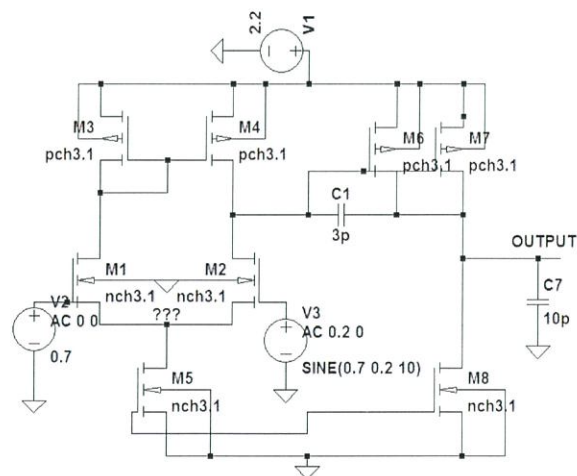 2.2
V1
M3
pch3.1
M4
pch3.1
M6
pch3.1
M7
pch3.1
C1
3p
OUTPUT
C7
10p
M1
nch3.1
M2
nch3.1
V2
AC 0 0
0.7
???
V3
AC 0.2 0
SINE(0.7 0.2 10)
M5
nch3.1
M8
nch3.1